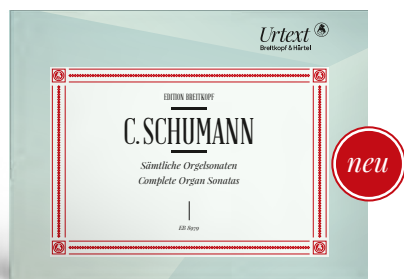 Urtext
Breitkopf & Härtel
EDITION BREITKOPF
C. SCHUMANN
Sämtliche Orgelsonaten
Complete Organ Sonatas
EB 8979
neu